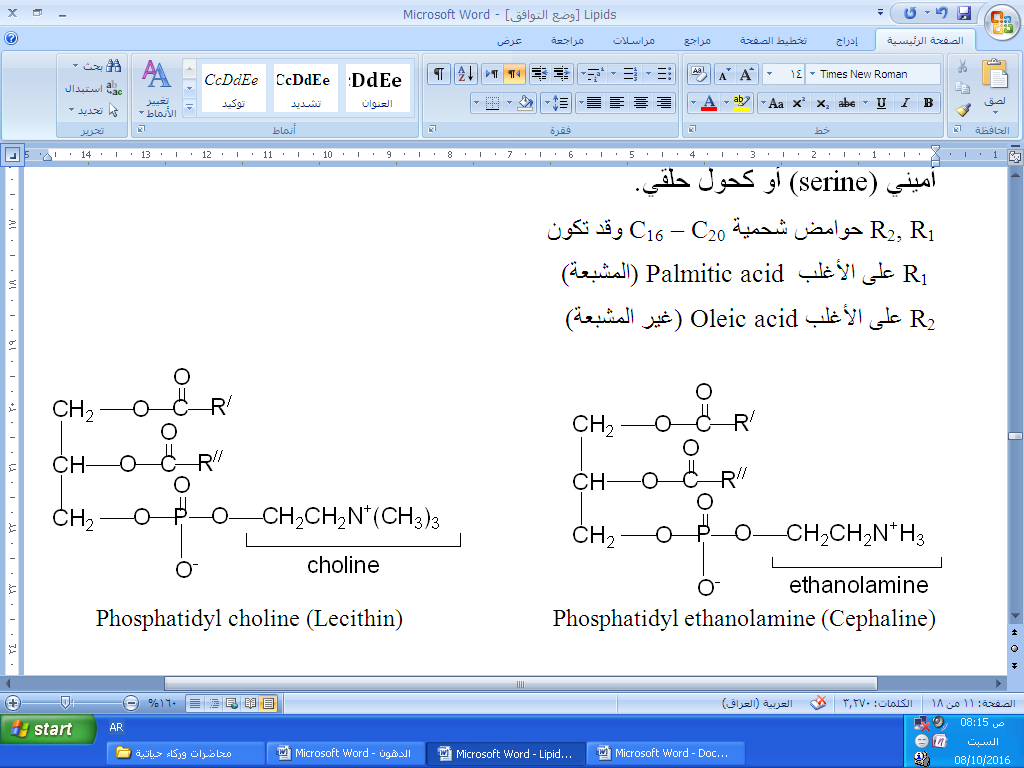 Microsoft Word - [وضع التوافق] Lipids
الصفحة الرئيسية إدراج تخطيط الصفحة مراجع مراسلات مراجعة عرض
لصق
الحافظة
Times New Roman ١٤
خط
فقرة
العنوان تشديد توكيد
تغيير الأنماط
أنماط
بحث
استبدال
تحديد
تحرير
أميني (serine) أو كحول حلقي.
R2, R1 حوامض شحمية C16 – C20 وقد تكون
R1 على الأغلب Palmitic acid (المشبعة)
R2 على الأغلب Oleic acid (غير المشبعة)
O
CH2—O—C—R/
O
CH—O—C—R//
O
CH2—O—P—O—CH2CH2N+(CH3)3
O-
choline
Phosphatidyl choline (Lecithin)
O
CH2—O—C—R/
O
CH—O—C—R//
O
CH2—O—P—O—CH2CH2N+H3
O-
ethanolamine
Phosphatidyl ethanolamine (Cephaline)
الصفحة: ١١ من ١٨ الكلمات: ٣,٢٧٠ العربية (العراق) ١٦٠%
start AR
محاضرات وركاء حياتية
الدهون - Microsoft Word
Microsoft Word - Lipid...
Microsoft Word - Doc...
08:15 ص
السبت
08/10/2016